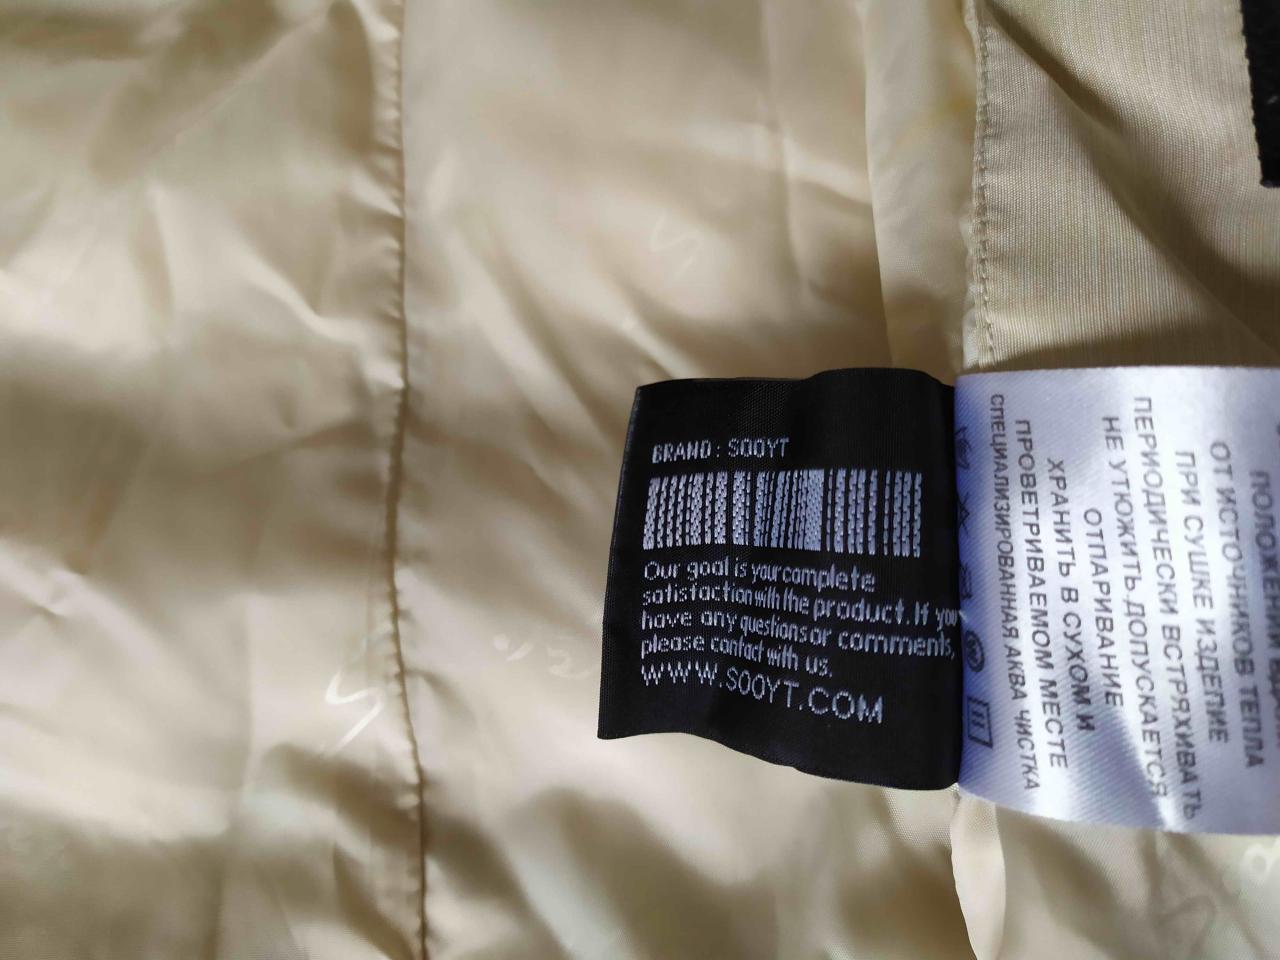 BRAND: SOOYT
Our goal is your complete
satisfaction with the product. If you
have any questions or comments,
please contact with us.
WWW.SOOYT.COM
ПОЛОЖЕНИИ
ОТ ИСТОЧНИКОВ ТЕПЛА
ПРИ СУШКЕ ИЗДЕЛИЕ
ПЕРИОДИЧЕСКИ ВСТРЯХИВАТЬ
НЕ УТЮЖИТЬ.ДОПУСКАЕТСЯ
ОТПАРИВАНИЕ
ХРАНИТЬ В СУХОМ И
ПРОВЕТРИВАЕМОМ МЕСТЕ
СПЕЦИАЛИЗИРОВАННАЯ АКВА ЧИСТКА